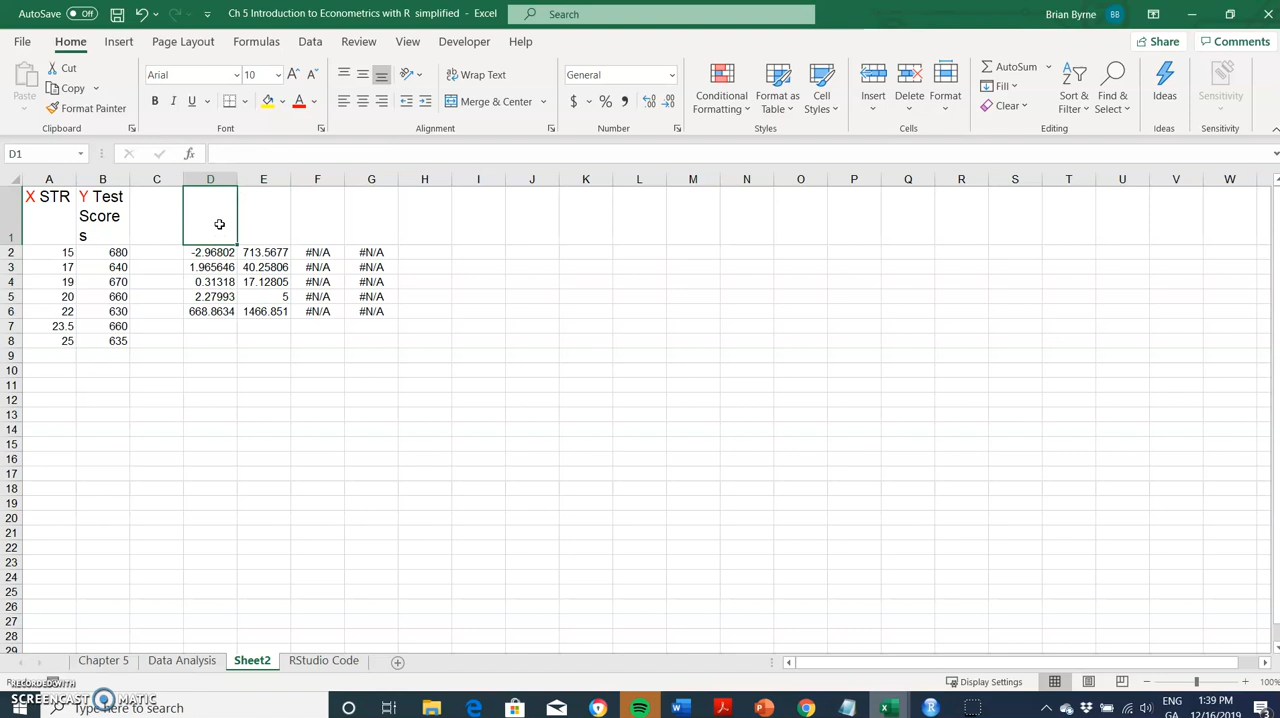 AutoSave Off Ch 5 Introduction to Econometrics with R simplified - Excel Search Brian Byrne BB
File Home Insert Page Layout Formulas Data Review View Developer Help Share Comments
Paste Cut Copy Format Painter Clipboard
Arial 10 A A B I U A Font
Wrap Text Merge & Center Alignment
General $ % , Number
Conditional Formatting Format as Table Cell Styles Styles
Insert Delete Format Cells
AutoSum Fill Clear Sort & Filter Find & Select Editing
Ideas Ideas
Sensitivity Sensitivity
D1 fx
A B C D E F G H I J K L M N O P Q R S T U V W
1 X STR Y Test
Score
s
2 15 680 -2.96802 713.5677 #N/A #N/A
3 17 640 1.965646 40.25806 #N/A #N/A
4 19 670 0.31318 17.12805 #N/A #N/A
5 20 660 2.27993 5 #N/A #N/A
6 22 630 668.8634 1466.851 #N/A #N/A
7 23.5 660
8 25 635
9
10
11
12
13
14
15
16
17
18
19
20
21
22
23
24
25
26
27
28
29
Chapter 5 Data Analysis Sheet2 RStudio Code
RECORDED WITH
Display Settings 100%
SCREENCAST MATIC
Type here to search
ENG 1:39 PM
GA 12/16/2019